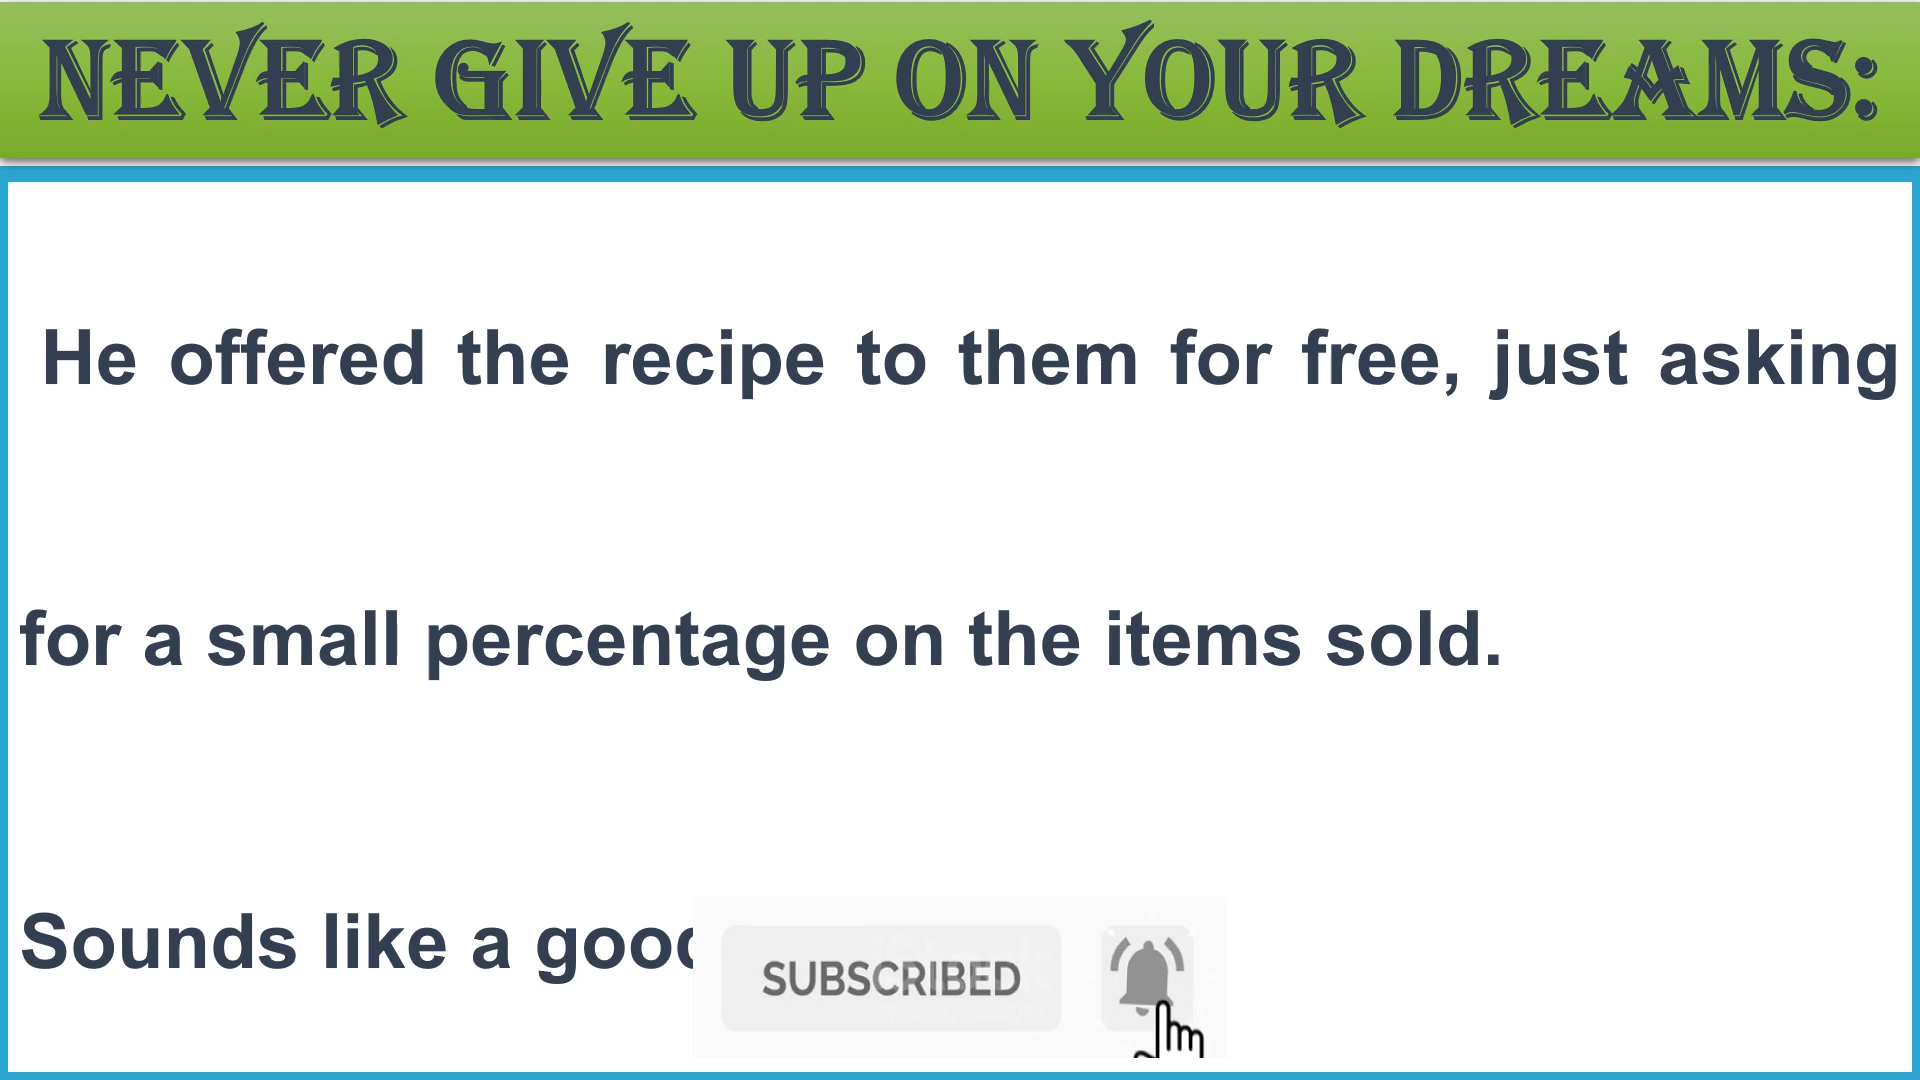 NEVER GIVE UP ON YOUR DREAMS:
He offered the recipe to them for free, just asking
for a small percentage on the items sold.
Sounds like a
SUBSCRIBED